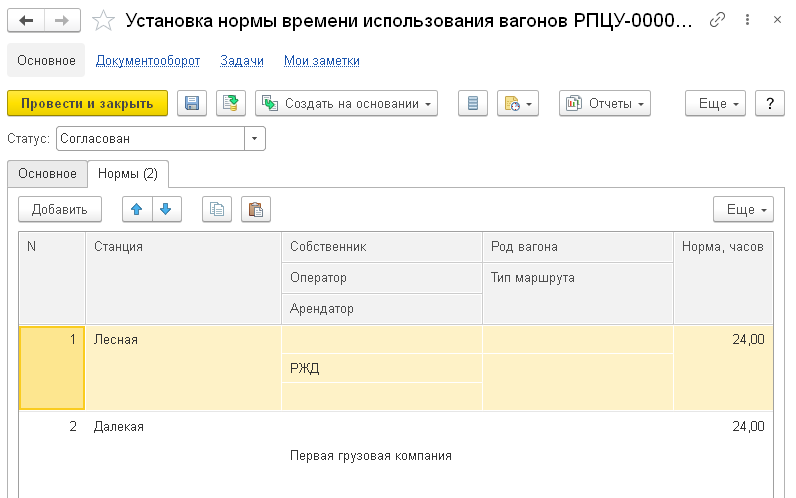 Установка нормы времени использования вагонов РПЦУ-0000...
Основное Документооборот Задачи Мои заметки
Провести и закрыть Создать на основании Отчеты Еще ?
Статус: Согласован
Основное Нормы (2)
Добавить Еще
N Станция Собственник Род вагона Норма, часов
Оператор Тип маршрута
Арендатор
1 Лесная 24,00
РЖД
2 Далекая 24,00
Первая грузовая компания